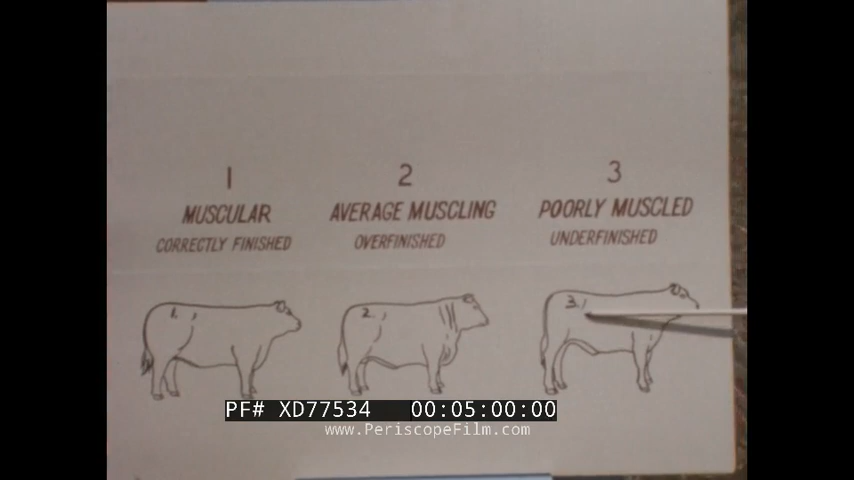 1 2 3
MUSCULAR AVERAGE MUSCLING POORLY MUSCLED
CORRECTLY FINISHED OVERFINISHED UNDERFINISHED
1. 2. 3.
PF# XD77534 00:05:00:00
www.PeriscopeFilm.com